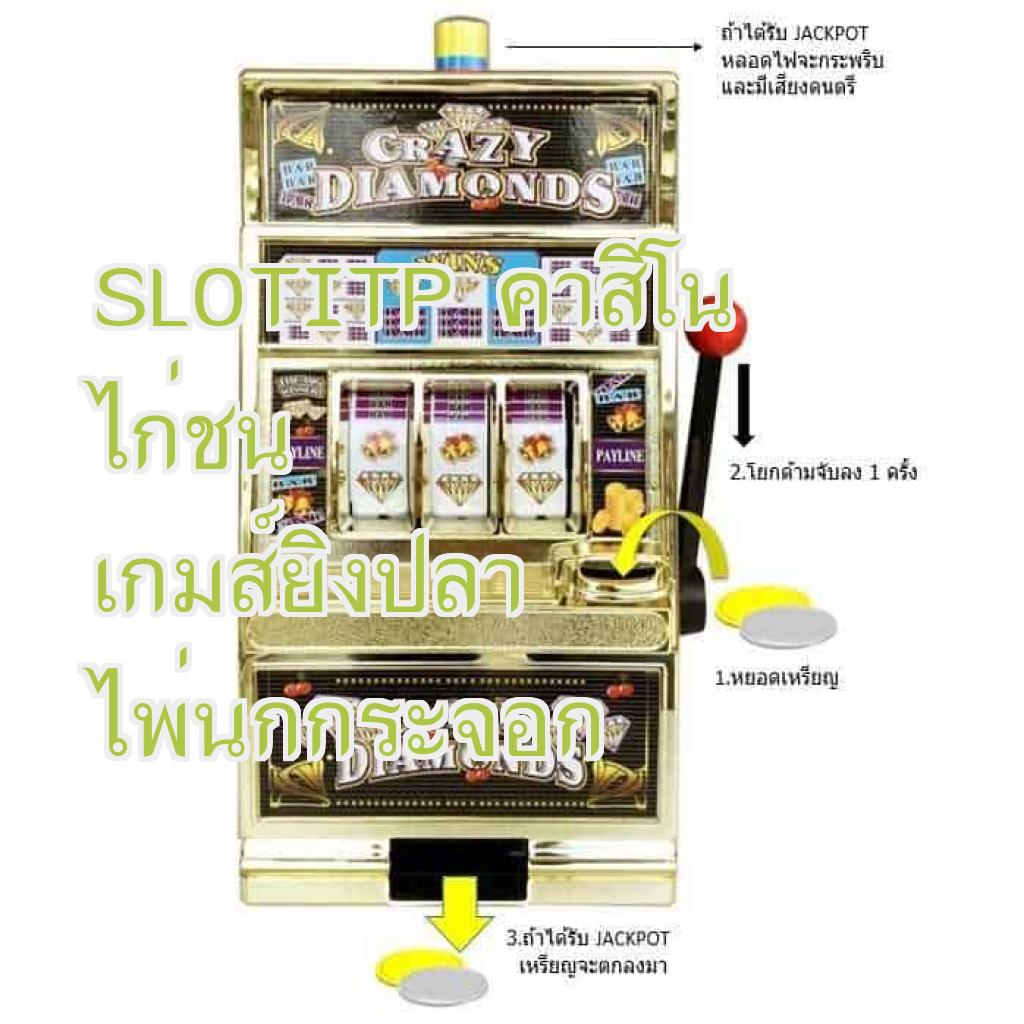 ถ้าได้รับ JACKPOT
หลอดไฟจะกระพริบ
และมีเสียงดนตรี
CRAZY
DIAMONDS
BAR
BAR
WINS
SLOTITP คาสิโน
ไก่ชน
เกมส์ยิงปลา
ไพ่นกกระจอก
PAYLINE
BAR
2.โยกด้ามจับลง 1 ครั้ง
1.หยอดเหรียญ
DIAMONDS
3.ถ้าได้รับ JACKPOT
เหรียญจะตกลงมา